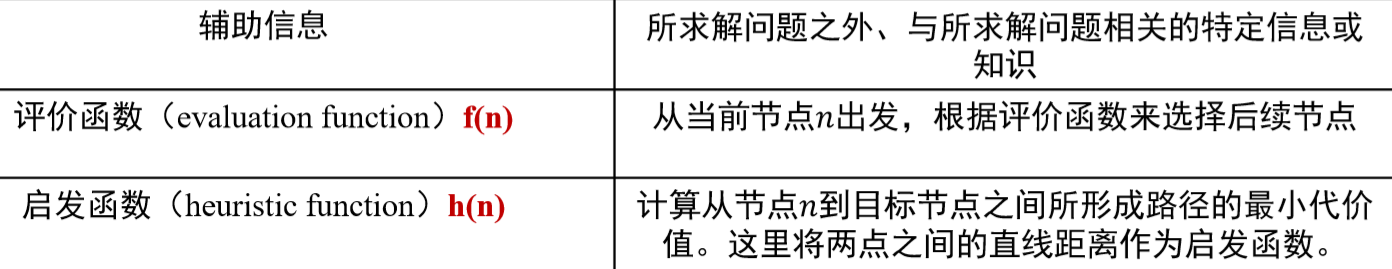 辅助信息
所求解问题之外、与所求解问题相关的特定信息或
知识
评价函数（evaluation function）f(n)
从当前节点n出发，根据评价函数来选择后续节点
启发函数（heuristic function）h(n)
计算从节点n到目标节点之间所形成路径的最小代价
值。这里将两点之间的直线距离作为启发函数。